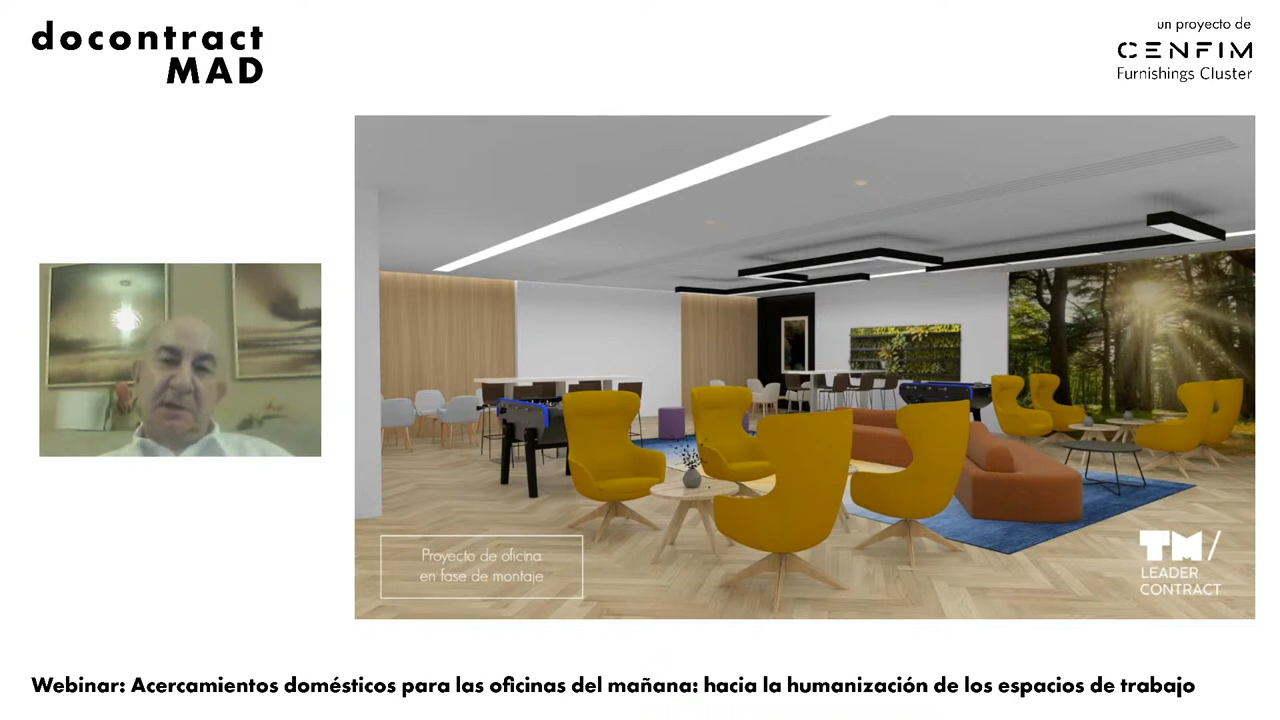 docontract
MAD
un proyecto de
CENFIM
Furnishings Cluster
Proyecto de oficina
en fase de montaje
TM/
LEADER
CONTRACT
Webinar: Acercamientos domésticos para las oficinas del mañana: hacia la humanización de los espacios de trabajo